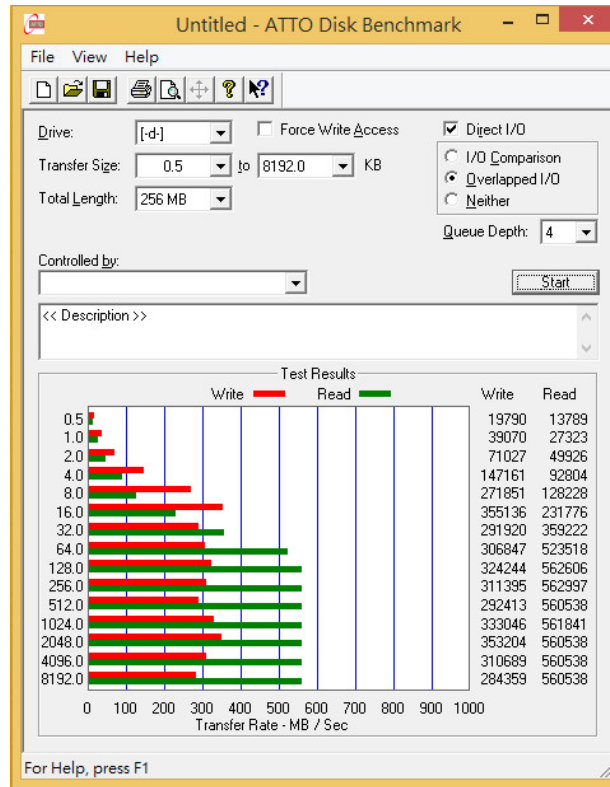 Untitled - ATTO Disk Benchmark
File View Help
Drive: [-d-] Force Write Access Direct I/O
Transfer Size: 0.5 to 8192.0 KB I/O Comparison
Overlapped I/O
Total Length: 256 MB Neither
Queue Depth: 4
Controlled by:
Start
<< Description >>
Test Results
Write Read Write Read
0.5 19790 13789
1.0 39070 27323
2.0 71027 49926
4.0 147161 92804
8.0 271851 128228
16.0 355136 231776
32.0 291920 359222
64.0 306847 523518
128.0 324244 562606
256.0 311395 562997
512.0 292413 560538
1024.0 333046 561841
2048.0 353204 560538
4096.0 310689 560538
8192.0 284359 560538
0 100 200 300 400 500 600 700 800 900 1000
Transfer Rate - MB / Sec
For Help, press F1